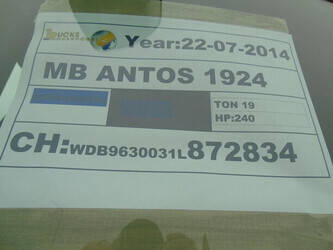 TRUCKS
Year:22-07-2014
MB ANTOS 1924
TON 19
HP:240
CH:WDB9630031L872834